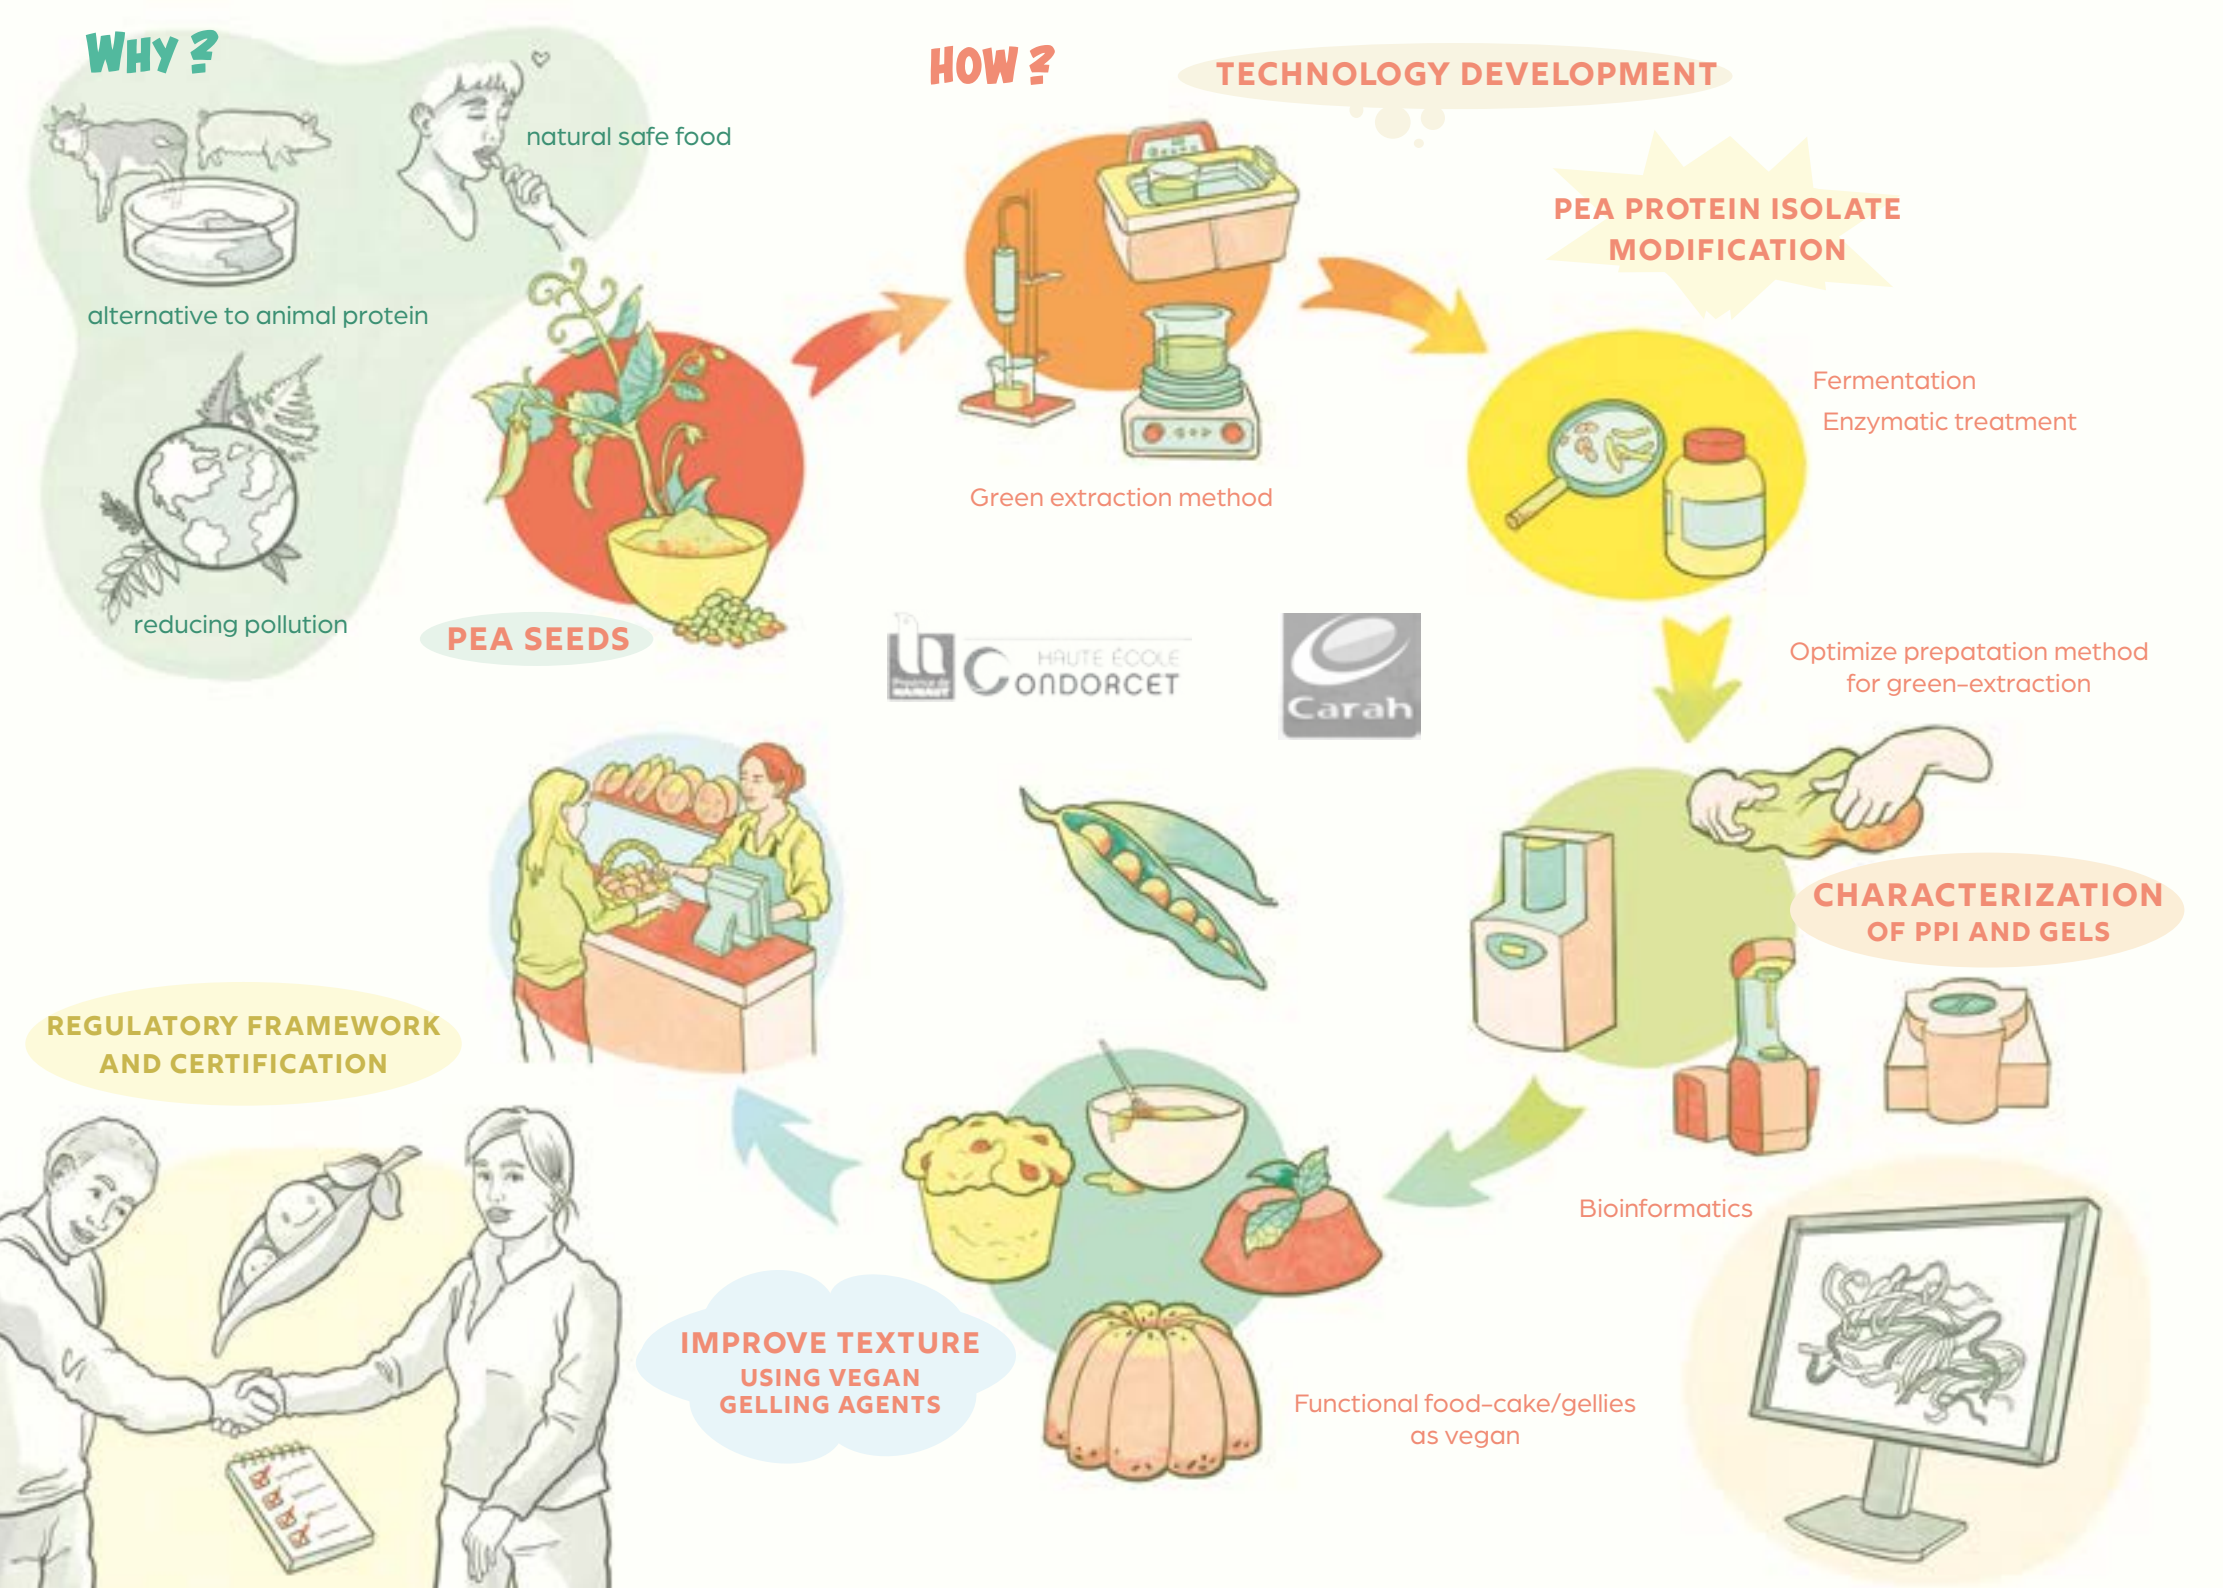 WHY ?
natural safe food
alternative to animal protein
reducing pollution
PEA SEEDS
HOW ?
TECHNOLOGY DEVELOPMENT
Green extraction method
PEA PROTEIN ISOLATE
MODIFICATION
Fermentation
Enzymatic treatment
Optimize prepatation method
for green-extraction
HAUTE ÉCOLE
CONDORCET
Province de
HAINAUT
Carah
CHARACTERIZATION
OF PPI AND GELS
Bioinformatics
Functional food-cake/gellies
as vegan
IMPROVE TEXTURE
USING VEGAN
GELLING AGENTS
REGULATORY FRAMEWORK
AND CERTIFICATION